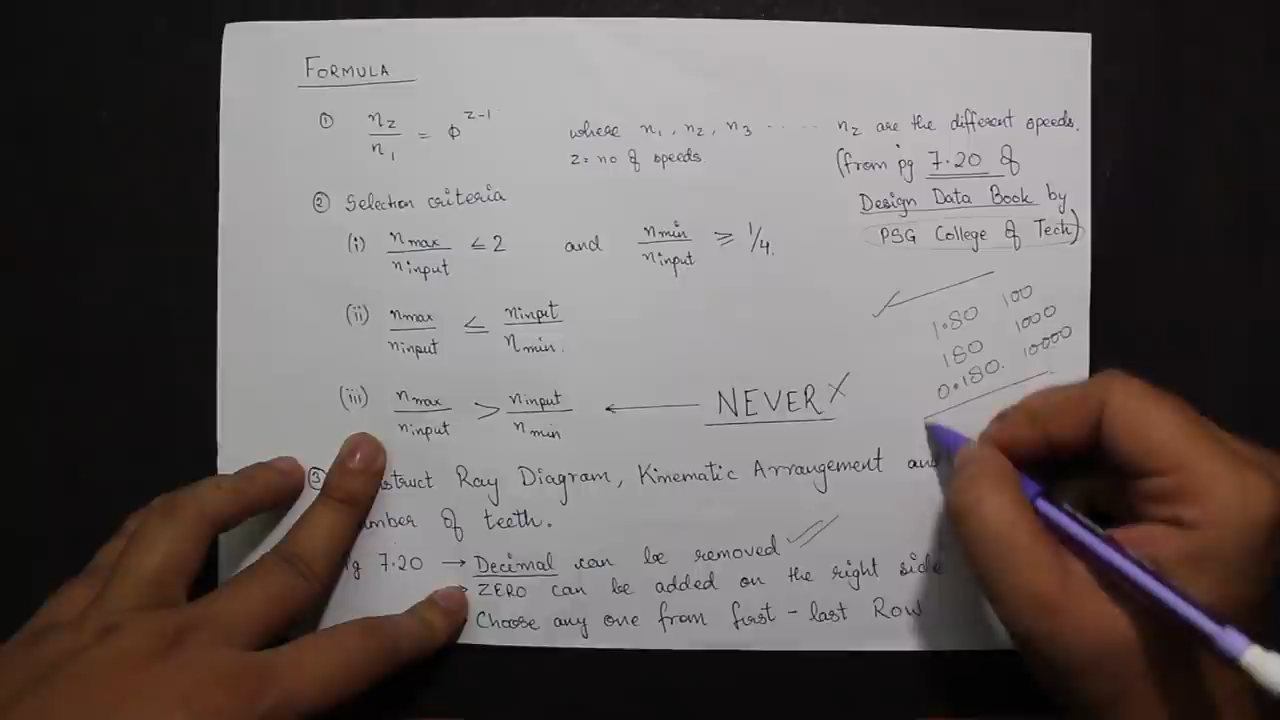 FORMULA
① nz/n1 = φ^(z-1) where n1, n2, n3 ...... nz are the different speeds.
z = no of speeds
(from pg 7.20 of
Design Data Book by
PSG College of Tech)
② Selection criteria
(i) nmax/ninput ≤ 2 and nmin/ninput ≥ 1/4.
(ii) nmax/ninput ≤ ninput/nmin.
(iii) nmax/ninput > ninput/nmin ← NEVER X
1.80 100
180 1000
0.180. 10000
③ struct Ray Diagram, Kinematic Arrangement an
mber of teeth.
g 7.20 → Decimal can be removed ✓
→ ZERO can be added on the right side
Choose any one from first - last Row